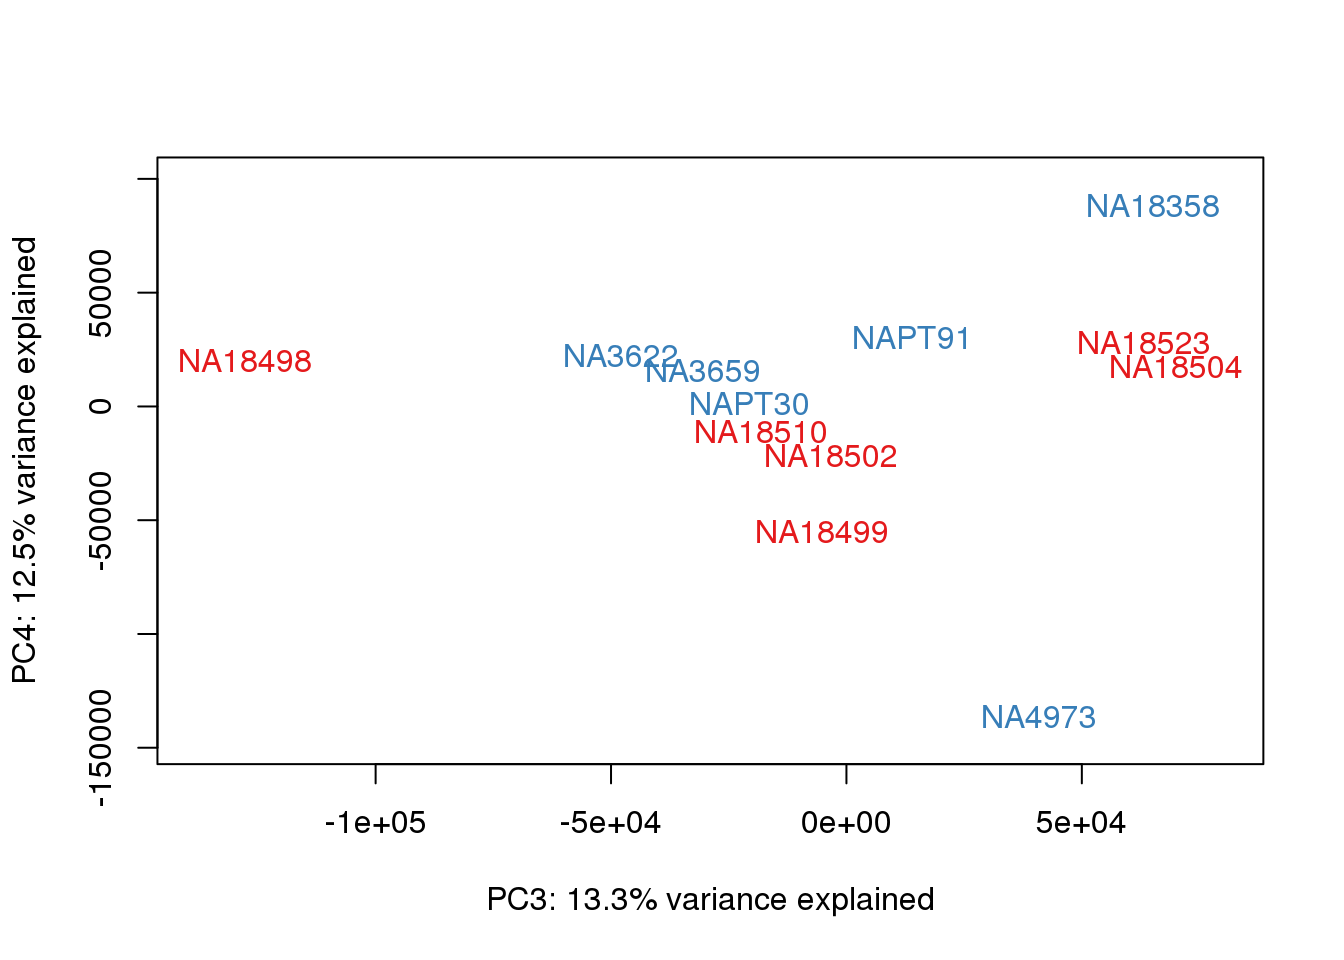 NA18358
NAPT91
NA18523
NA3622
NA18498
NA18504
NA3659
NAPT30
NA18510
NA18502
NA18499
NA4973
50000
0
-50000
-150000
PC4: 12.5% variance explained
-1e+05
-5e+04
0e+00
5e+04
PC3: 13.3% variance explained